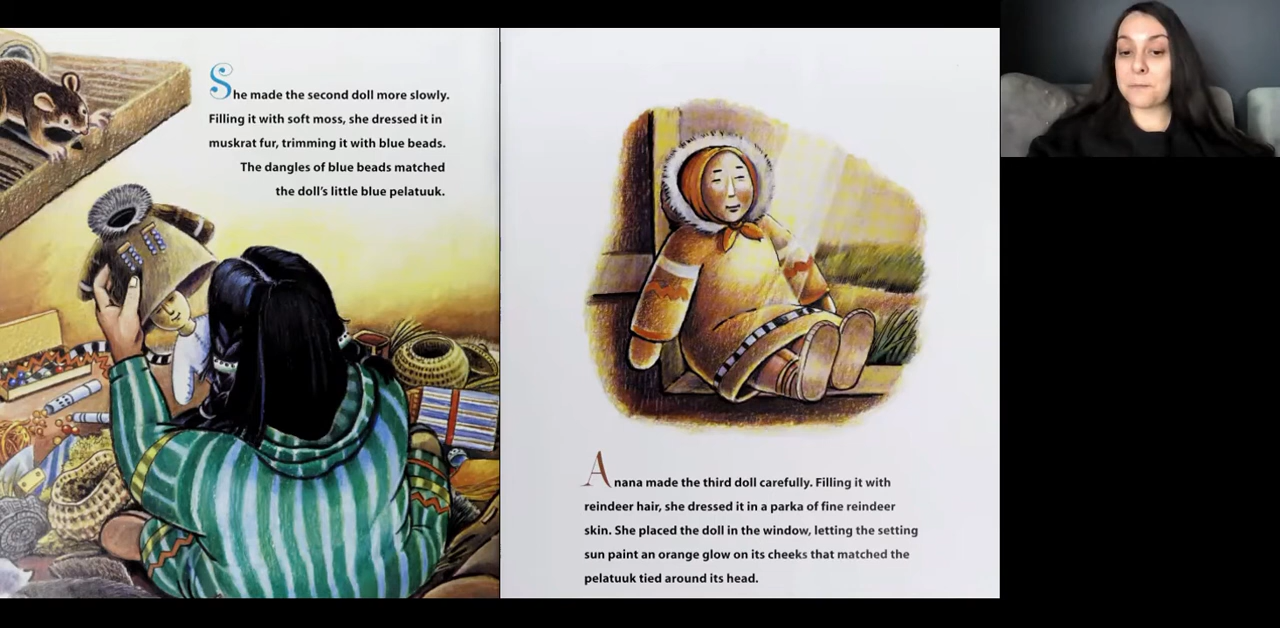 She made the second doll more slowly.
Filling it with soft moss, she dressed it in
muskrat fur, trimming it with blue beads.
The dangles of blue beads matched
the doll's little blue pelatuuk.
Anana made the third doll carefully. Filling it with
reindeer hair, she dressed it in a parka of fine reindeer
skin. She placed the doll in the window, letting the setting
sun paint an orange glow on its cheeks that matched the
pelatuuk tied around its head.